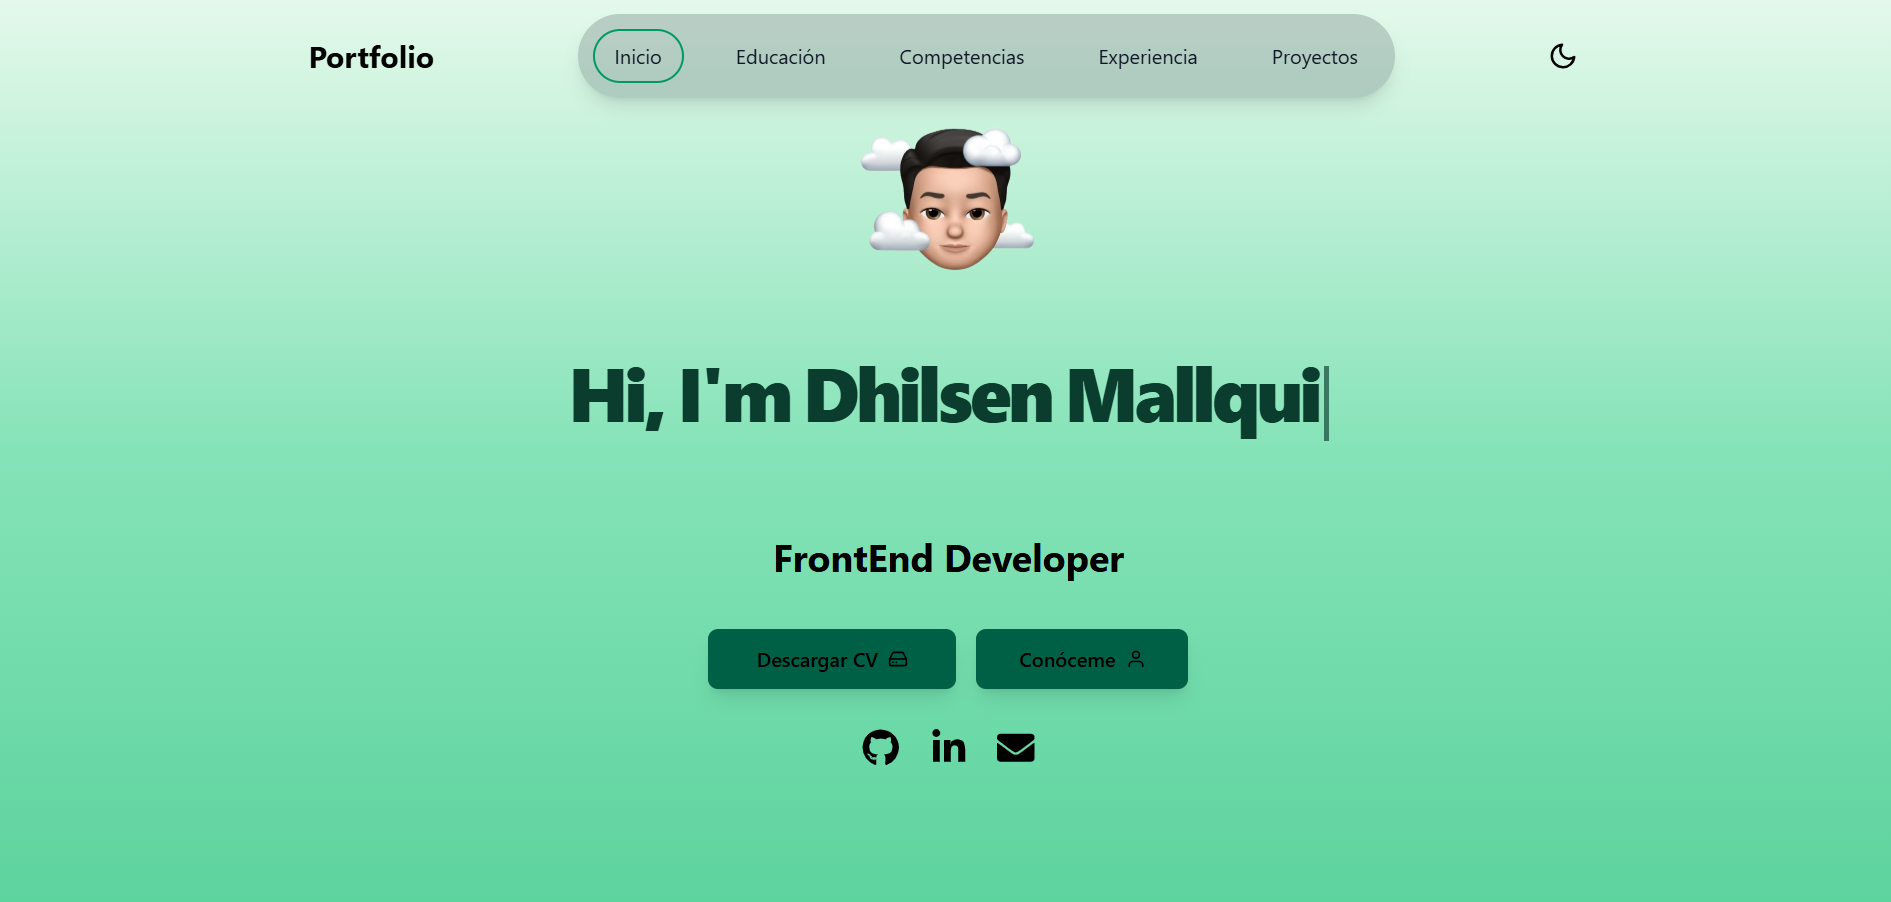 Portfolio
Inicio
Educación
Competencias
Experiencia
Proyectos
Hi, I'm Dhilsen Mallqui
FrontEnd Developer
Descargar CV
Conóceme
in